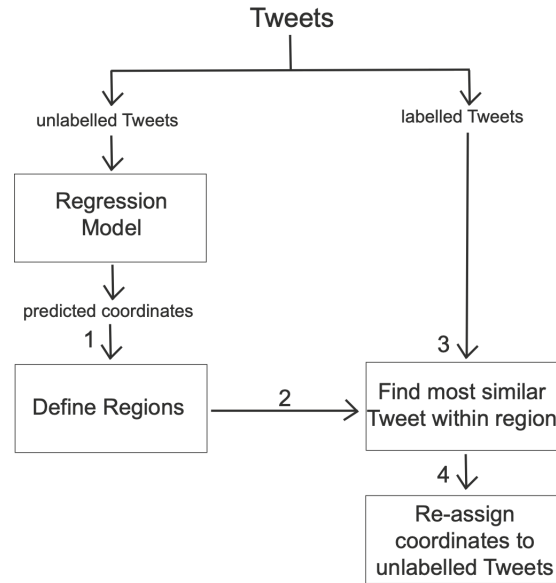 Tweets
unlabelled Tweets
labelled Tweets
Regression
Model
predicted coordinates
1
3
Define Regions
2
Find most similar
Tweet within region
4
Re-assign
coordinates to
unlabelled Tweets